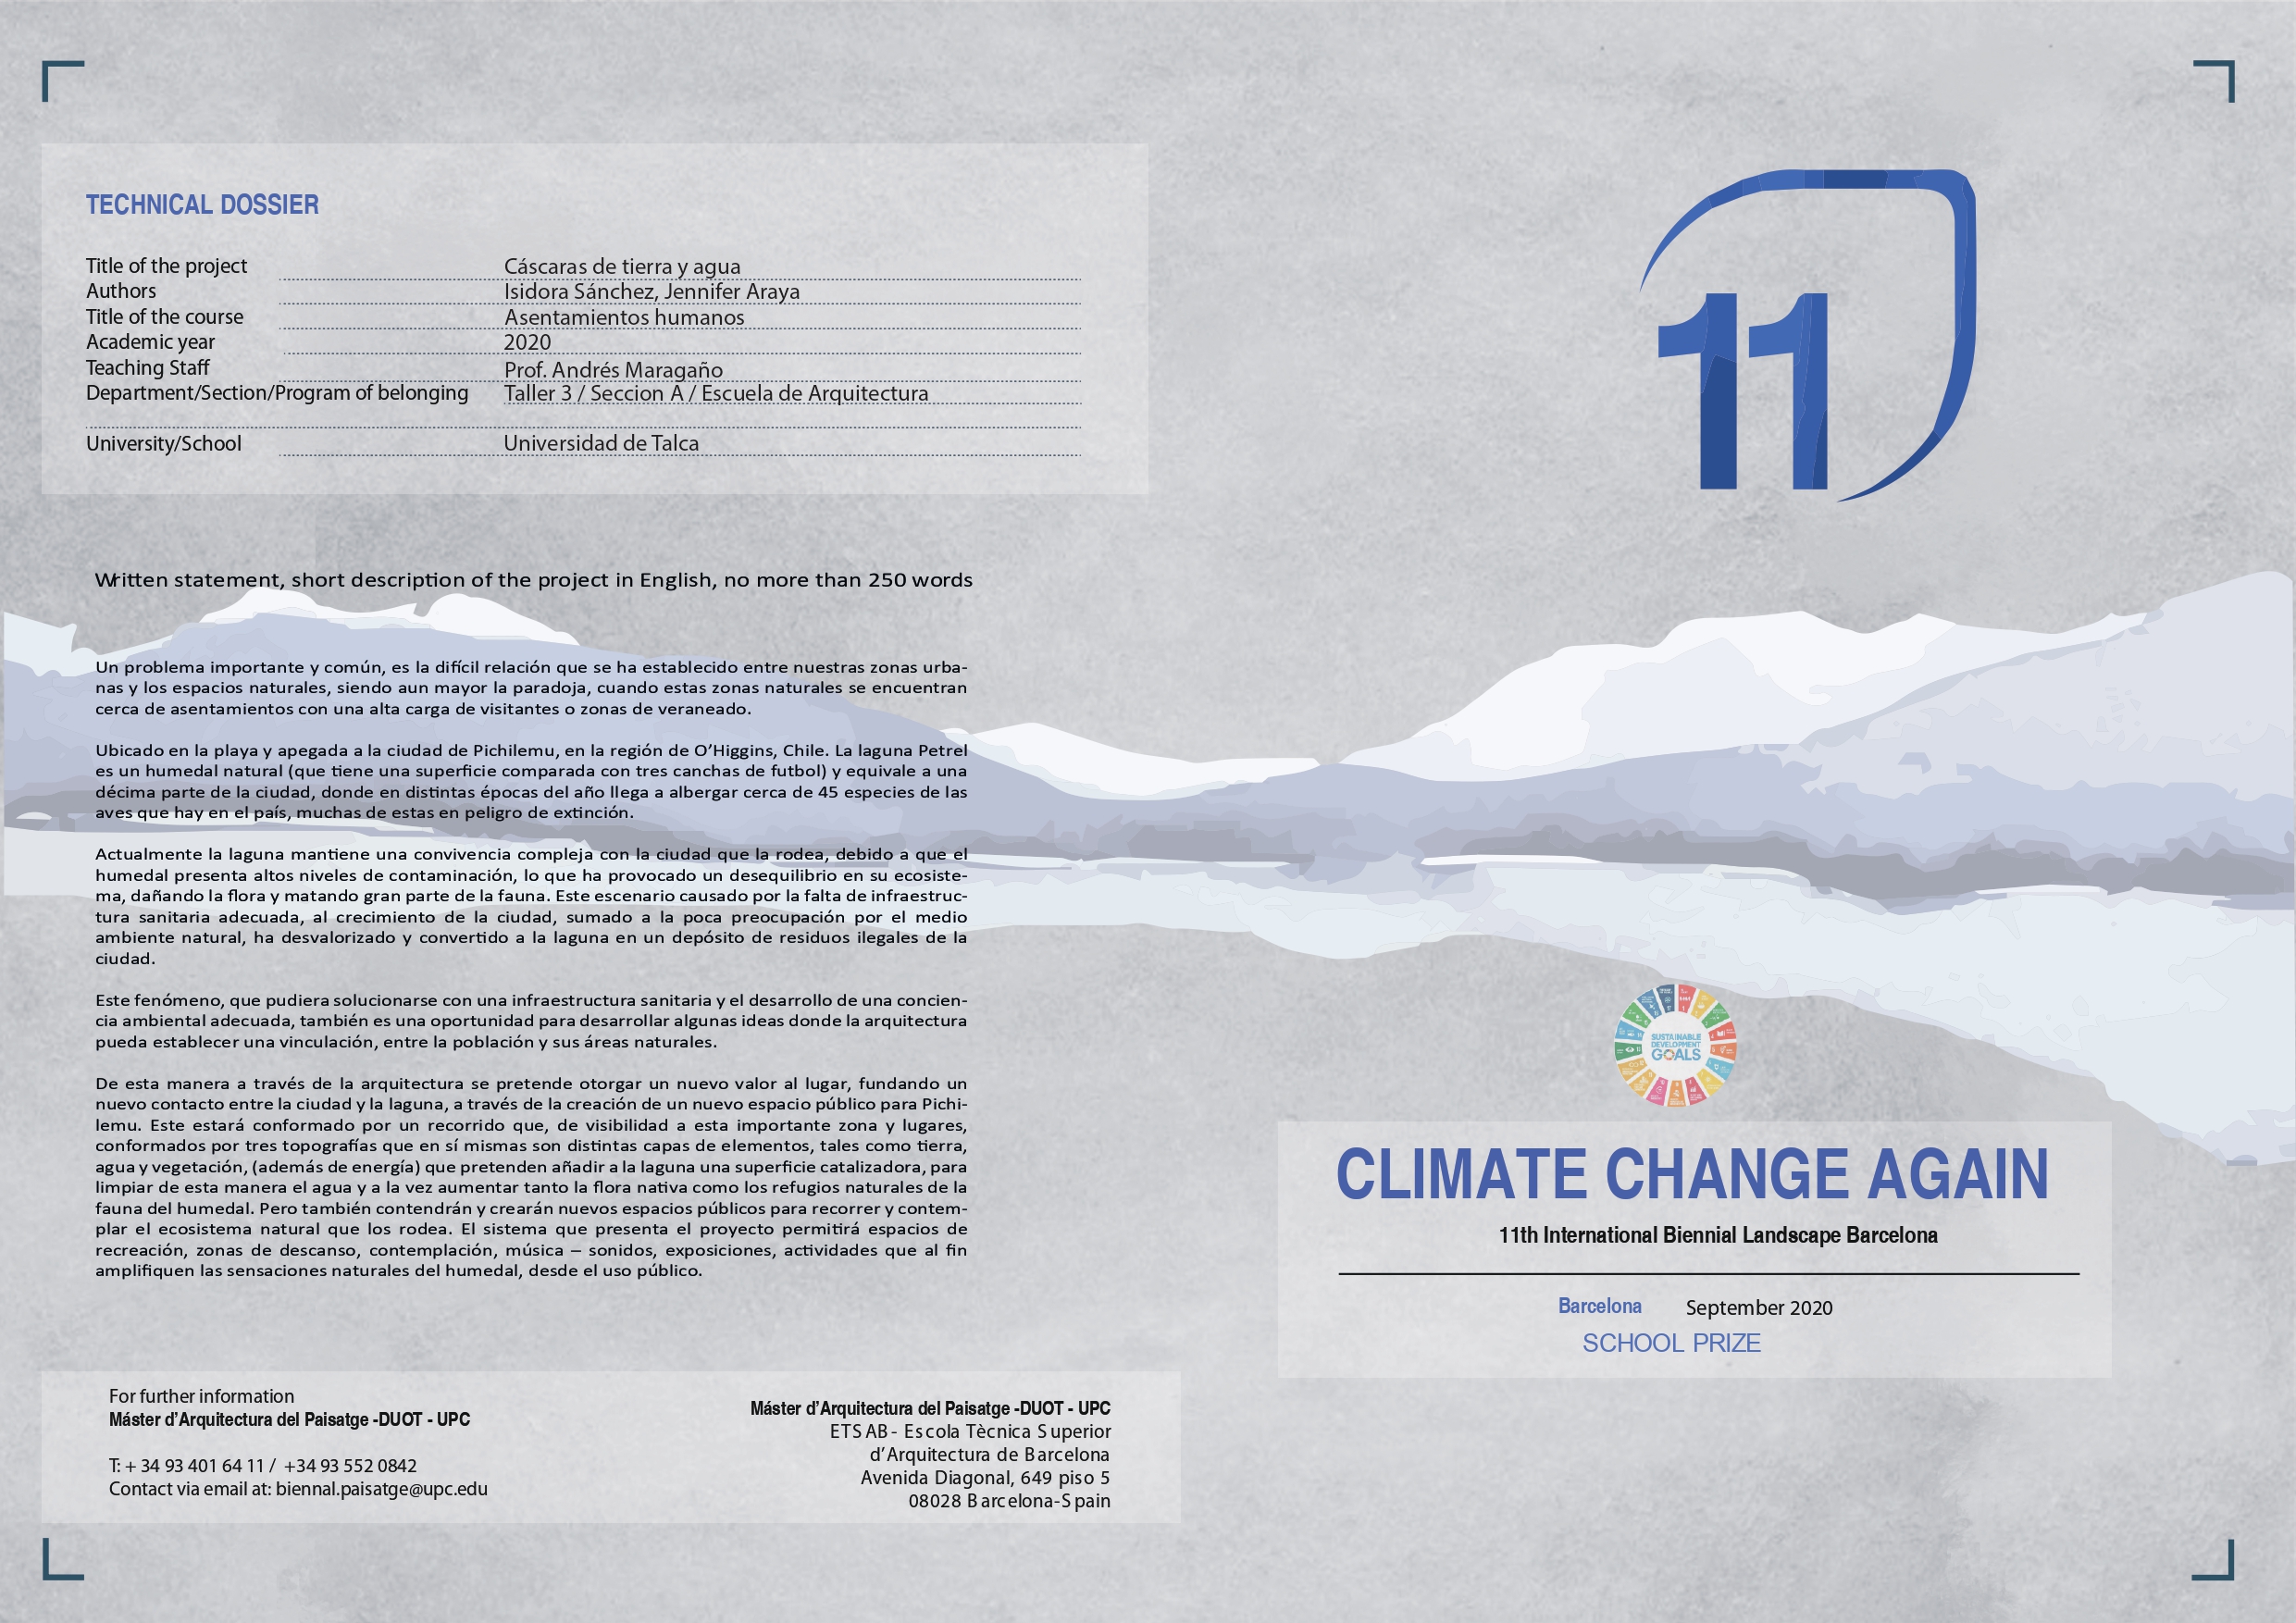 TECHNICAL DOSSIER
Title of the project Cáscaras de tierra y agua
Authors Isidora Sánchez, Jennifer Araya
Title of the course Asentamientos humanos
Academic year 2020
Teaching Staff Prof. Andrés Maragaño
Department/Section/Program of belonging Taller 3 / Seccion A / Escuela de Arquitectura
University/School Universidad de Talca
Written statement, short description of the project in English, no more than 250 words
Un problema importante y común, es la difícil relación que se ha establecido entre nuestras zonas urba-
nas y los espacios naturales, siendo aun mayor la paradoja, cuando estas zonas naturales se encuentran
cerca de asentamientos con una alta carga de visitantes o zonas de veraneado.
Ubicado en la playa y apegada a la ciudad de Pichilemu, en la región de O’Higgins, Chile. La laguna Petrel
es un humedal natural (que tiene una superficie comparada con tres canchas de futbol) y equivale a una
décima parte de la ciudad, donde en distintas épocas del año llega a albergar cerca de 45 especies de las
aves que hay en el país, muchas de estas en peligro de extinción.
Actualmente la laguna mantiene una convivencia compleja con la ciudad que la rodea, debido a que el
humedal presenta altos niveles de contaminación, lo que ha provocado un desequilibrio en su ecosiste-
ma, dañando la flora y matando gran parte de la fauna. Este escenario causado por la falta de infraestruc-
tura sanitaria adecuada, al crecimiento de la ciudad, sumado a la poca preocupación por el medio
ambiente natural, ha desvalorizado y convertido a la laguna en un depósito de residuos ilegales de la
ciudad.
Este fenómeno, que pudiera solucionarse con una infraestructura sanitaria y el desarrollo de una concien-
cia ambiental adecuada, también es una oportunidad para desarrollar algunas ideas donde la arquitectura
pueda establecer una vinculación, entre la población y sus áreas naturales.
De esta manera a través de la arquitectura se pretende otorgar un nuevo valor al lugar, fundando un
nuevo contacto entre la ciudad y la laguna, a través de la creación de un nuevo espacio público para Pichi-
lemu. Este estará conformado por un recorrido que, de visibilidad a esta importante zona y lugares,
conformados por tres topografías que en sí mismas son distintas capas de elementos, tales como tierra,
agua y vegetación, (además de energía) que pretenden añadir a la laguna una superficie catalizadora, para
limpiar de esta manera el agua y a la vez aumentar tanto la flora nativa como los refugios naturales de la
fauna del humedal. Pero también contendrán y crearán nuevos espacios públicos para recorrer y contem-
plar el ecosistema natural que los rodea. El sistema que presenta el proyecto permitirá espacios de
recreación, zonas de descanso, contemplación, música – sonidos, exposiciones, actividades que al fin
amplifiquen las sensaciones naturales del humedal, desde el uso público.
For further information
Máster d’Arquitectura del Paisatge -DUOT - UPC
T: + 34 93 401 64 11 / +34 93 552 0842
Contact via email at: biennal.paisatge@upc.edu
Máster d’Arquitectura del Paisatge -DUOT - UPC
ETSAB - Escola Tècnica Superior
d’Arquitectura de Barcelona
Avenida Diagonal, 649 piso 5
08028 Barcelona-Spain
11
SUSTAINABLE
DEVELOPMENT
GOALS
CLIMATE CHANGE AGAIN
11th International Biennial Landscape Barcelona
Barcelona September 2020
SCHOOL PRIZE